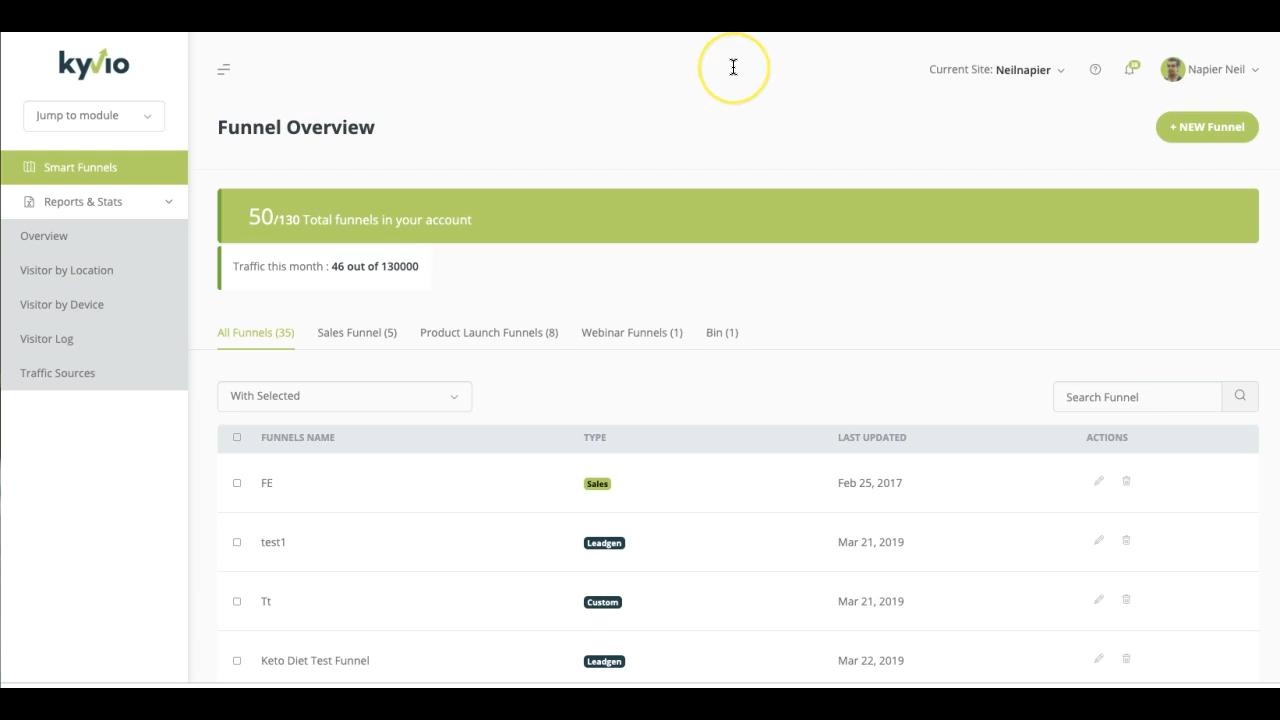 kyvio
Current Site: Neilnapier
Napier Neil
Jump to module
Funnel Overview
+ NEW Funnel
Smart Funnels
Reports & Stats
Overview
Visitor by Location
Visitor by Device
Visitor Log
Traffic Sources
50/130 Total funnels in your account
Traffic this month : 46 out of 130000
All Funnels (35) Sales Funnel (5) Product Launch Funnels (8) Webinar Funnels (1) Bin (1)
With Selected
Search Funnel
FUNNELS NAME TYPE LAST UPDATED ACTIONS
FE Sales Feb 25, 2017
test1 Leadgen Mar 21, 2019
Tt Custom Mar 21, 2019
Keto Diet Test Funnel Leadgen Mar 22, 2019